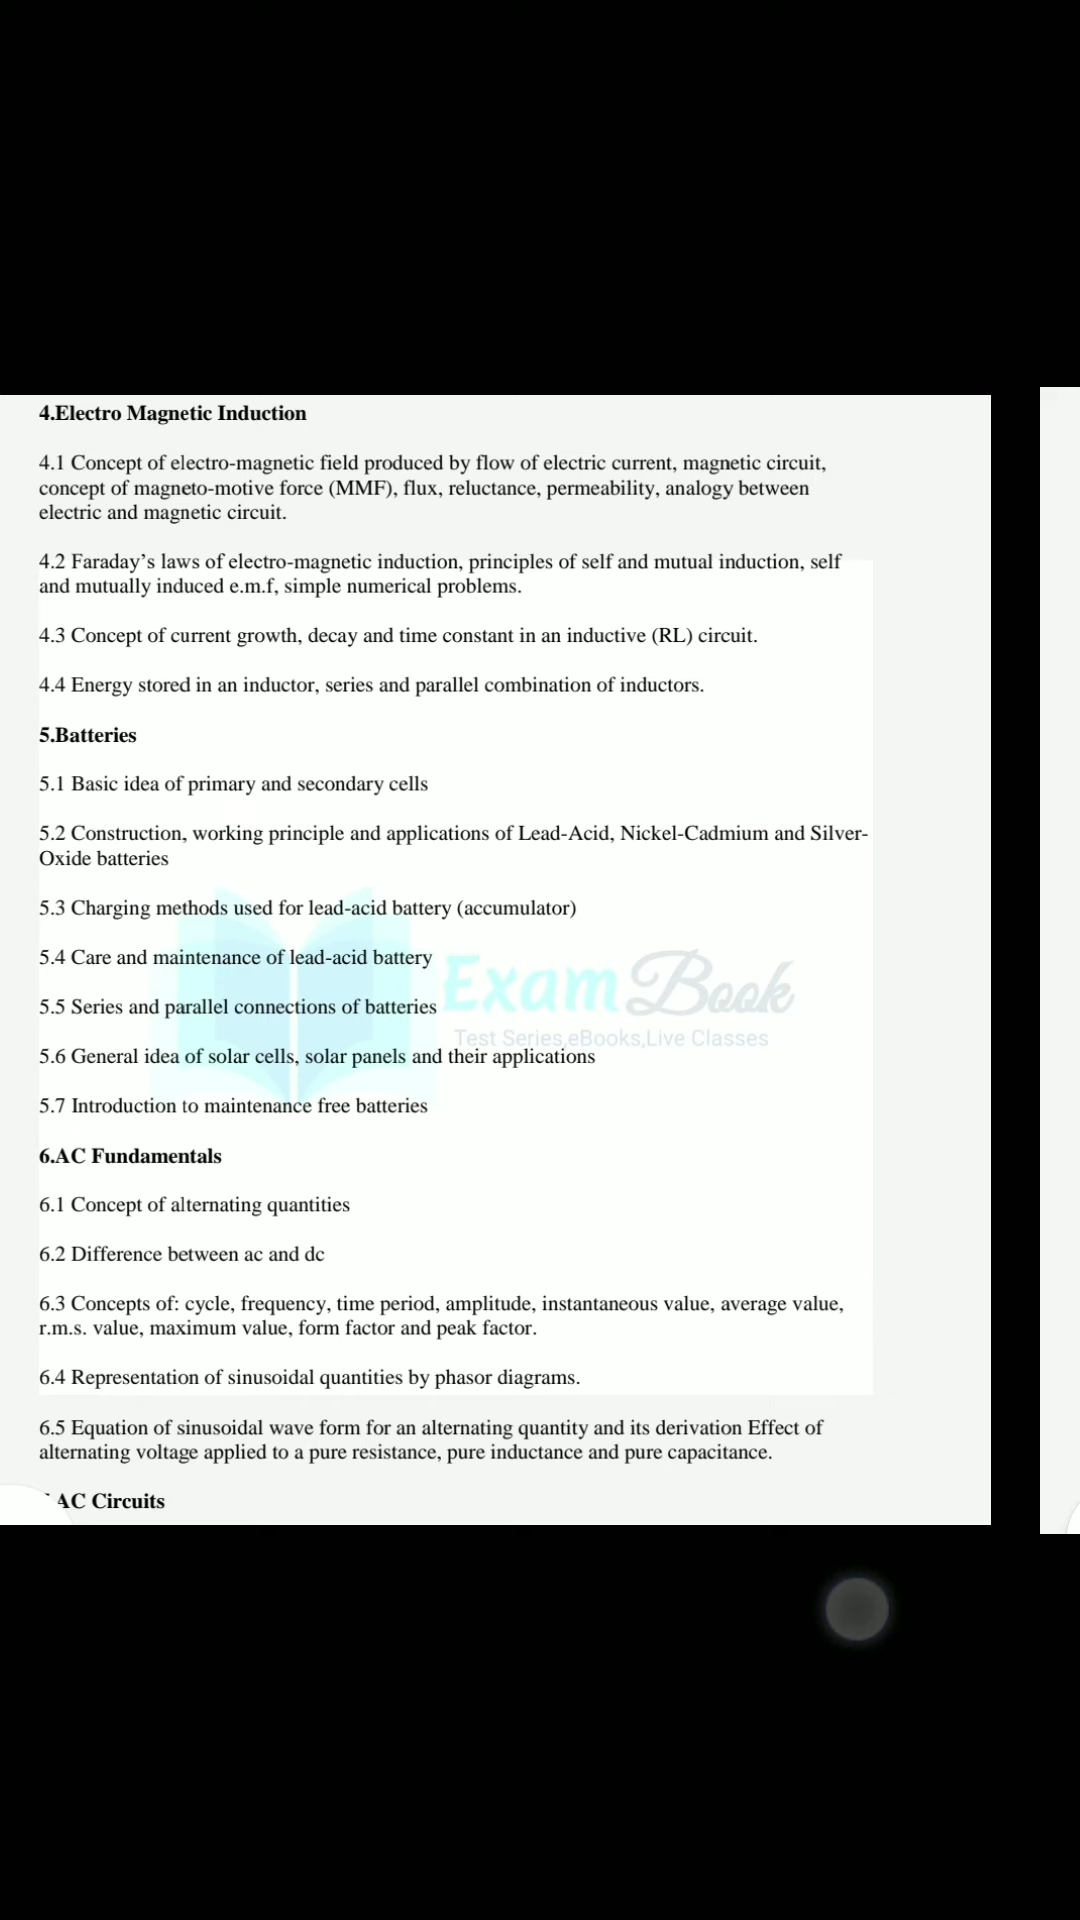 4.Electro Magnetic Induction
4.1 Concept of electro-magnetic field produced by flow of electric current, magnetic circuit,
concept of magneto-motive force (MMF), flux, reluctance, permeability, analogy between
electric and magnetic circuit.
4.2 Faraday’s laws of electro-magnetic induction, principles of self and mutual induction, self
and mutually induced e.m.f, simple numerical problems.
4.3 Concept of current growth, decay and time constant in an inductive (RL) circuit.
4.4 Energy stored in an inductor, series and parallel combination of inductors.
5.Batteries
5.1 Basic idea of primary and secondary cells
5.2 Construction, working principle and applications of Lead-Acid, Nickel-Cadmium and Silver-
Oxide batteries
5.3 Charging methods used for lead-acid battery (accumulator)
5.4 Care and maintenance of lead-acid battery
Exam Book
5.5 Series and parallel connections of batteries
Test Series,eBooks,Live Classes
5.6 General idea of solar cells, solar panels and their applications
5.7 Introduction to maintenance free batteries
6.AC Fundamentals
6.1 Concept of alternating quantities
6.2 Difference between ac and dc
6.3 Concepts of: cycle, frequency, time period, amplitude, instantaneous value, average value,
r.m.s. value, maximum value, form factor and peak factor.
6.4 Representation of sinusoidal quantities by phasor diagrams.
6.5 Equation of sinusoidal wave form for an alternating quantity and its derivation Effect of
alternating voltage applied to a pure resistance, pure inductance and pure capacitance.
AC Circuits